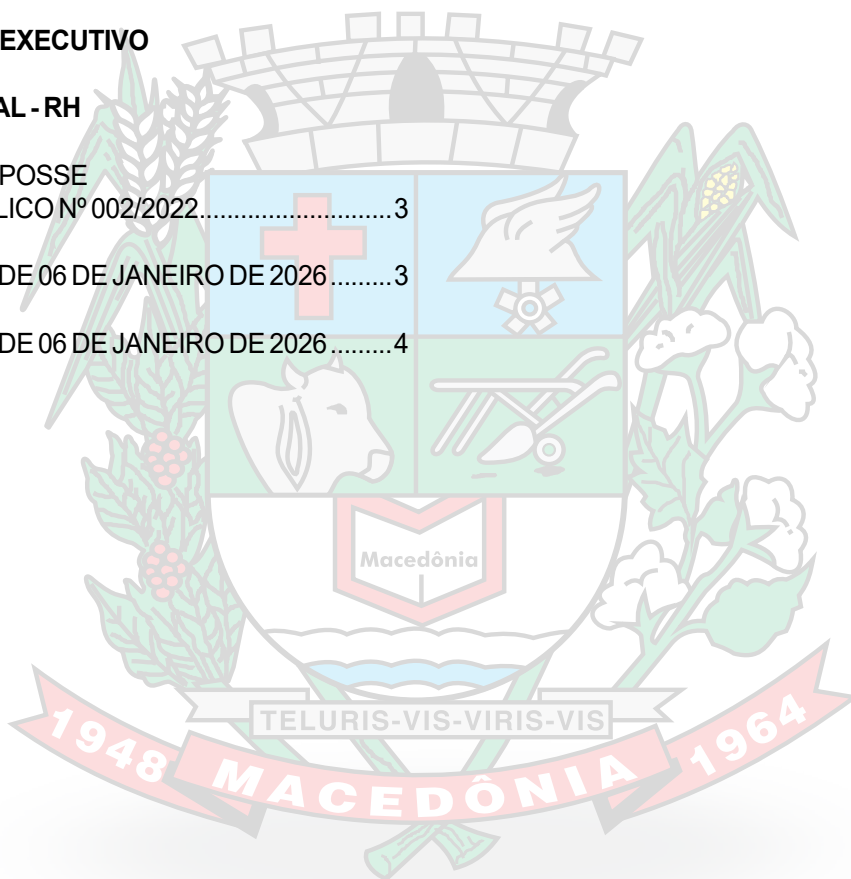 EXECUTIVO
AL - RH
POSSE
LICO Nº 002/2022............................3
DE 06 DE JANEIRO DE 2026.........3
DE 06 DE JANEIRO DE 2026.........4
Macedônia
TELURIS-VIS-VIRIS-VIS
1948 MACEDÔNIA 1964